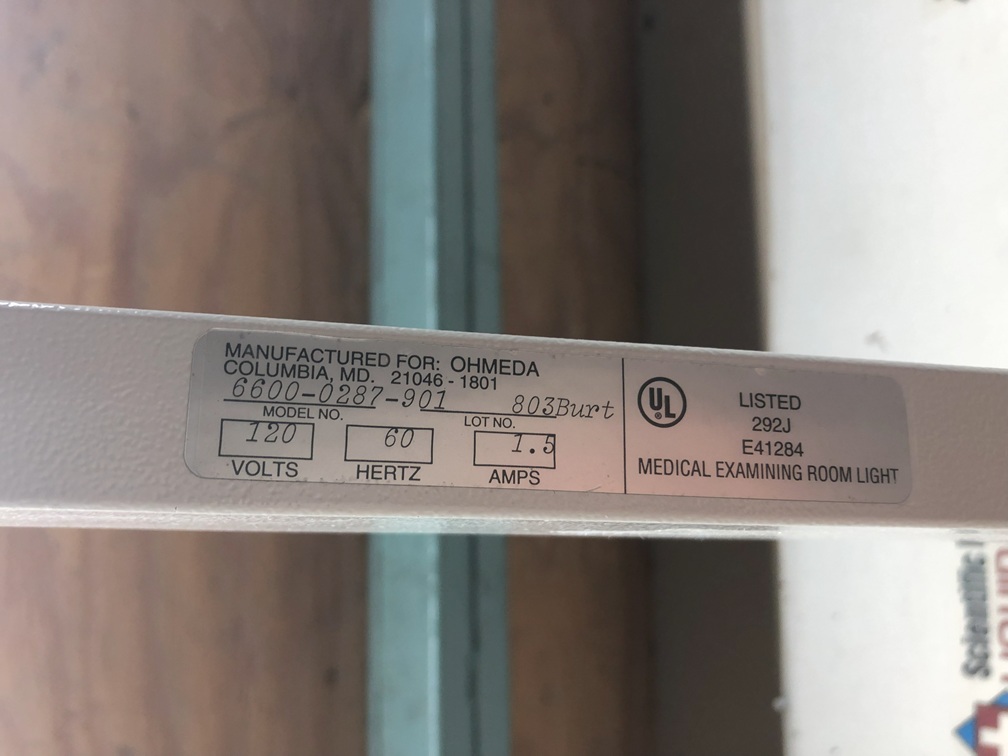 MANUFACTURED FOR: OHMEDA
COLUMBIA, MD. 21046 - 1801
6600-0287-901 803Burt
MODEL NO. LOT NO.
120 60 1.5
VOLTS HERTZ AMPS
UL
LISTED
292J
E41284
MEDICAL EXAMINING ROOM LIGHT
Scientific